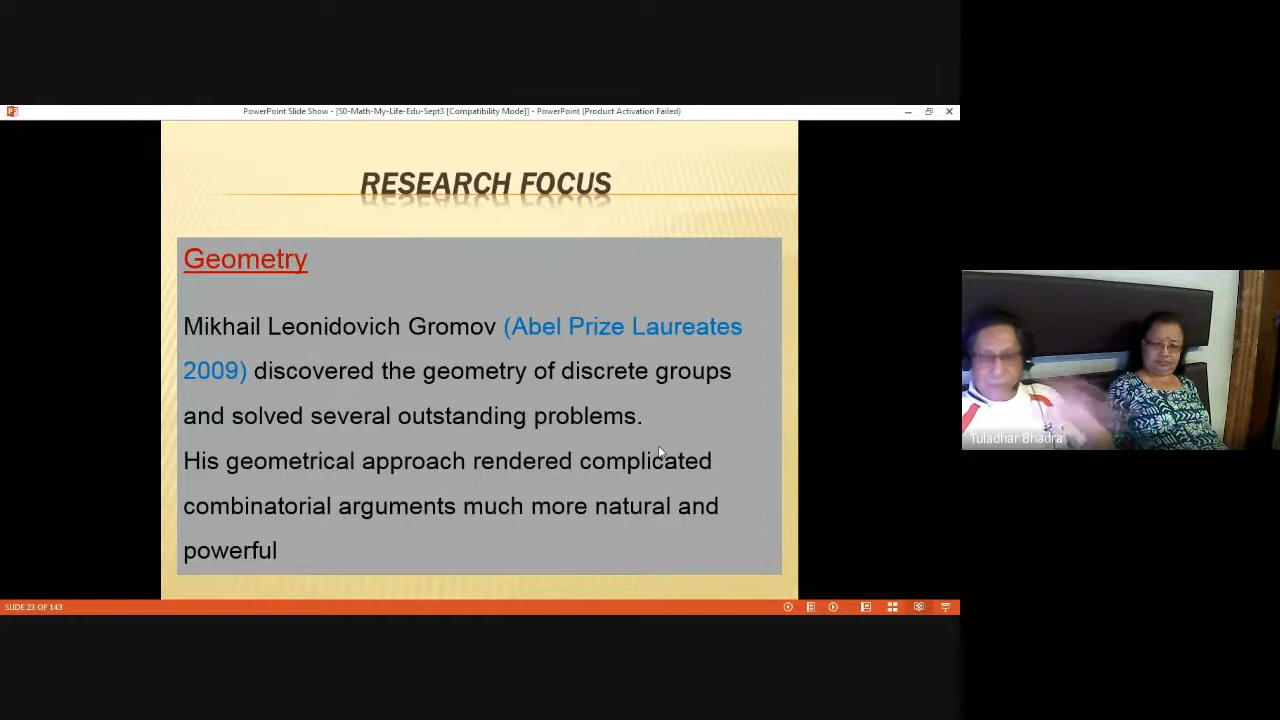 PowerPoint Slide Show - [S0-Math-My-Life-Edu-Sept3 [Compatibility Mode]] - PowerPoint (Product Activation Failed)
RESEARCH FOCUS
Geometry
Mikhail Leonidovich Gromov (Abel Prize Laureates
2009) discovered the geometry of discrete groups
and solved several outstanding problems.
His geometrical approach rendered complicated
combinatorial arguments much more natural and
powerful
Tuladhar Bhadra
SLIDE 23 OF 143